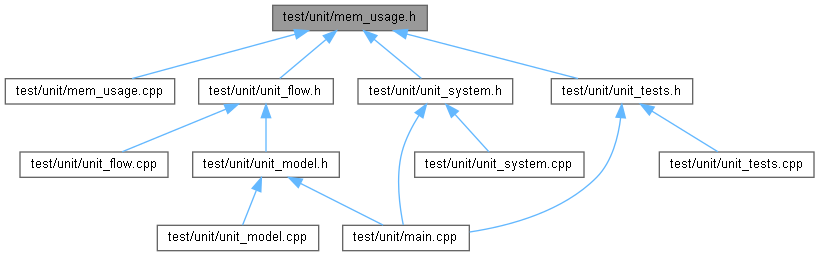 test/unit/mem_usage.h
test/unit/mem_usage.cpp
test/unit/unit_flow.h
test/unit/unit_system.h
test/unit/unit_tests.h
test/unit/unit_flow.cpp
test/unit/unit_model.h
test/unit/unit_system.cpp
test/unit/unit_tests.cpp
test/unit/unit_model.cpp
test/unit/main.cpp